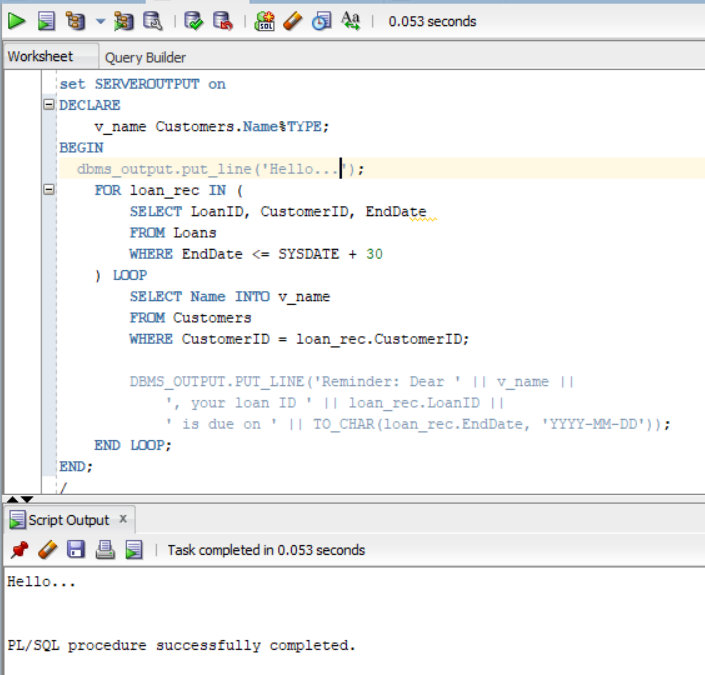 0.053 seconds
Worksheet Query Builder
set SERVEROUTPUT on
DECLARE
    v_name Customers.Name%TYPE;
BEGIN
  dbms_output.put_line('Hello...');
    FOR loan_rec IN (
        SELECT LoanID, CustomerID, EndDate
        FROM Loans
        WHERE EndDate <= SYSDATE + 30
    ) LOOP
        SELECT Name INTO v_name
        FROM Customers
        WHERE CustomerID = loan_rec.CustomerID;
        DBMS_OUTPUT.PUT_LINE('Reminder: Dear ' || v_name ||
            ', your loan ID ' || loan_rec.LoanID ||
            ' is due on ' || TO_CHAR(loan_rec.EndDate, 'YYYY-MM-DD'));
    END LOOP;
END;
/
Script Output x
Task completed in 0.053 seconds
Hello...
PL/SQL procedure successfully completed.